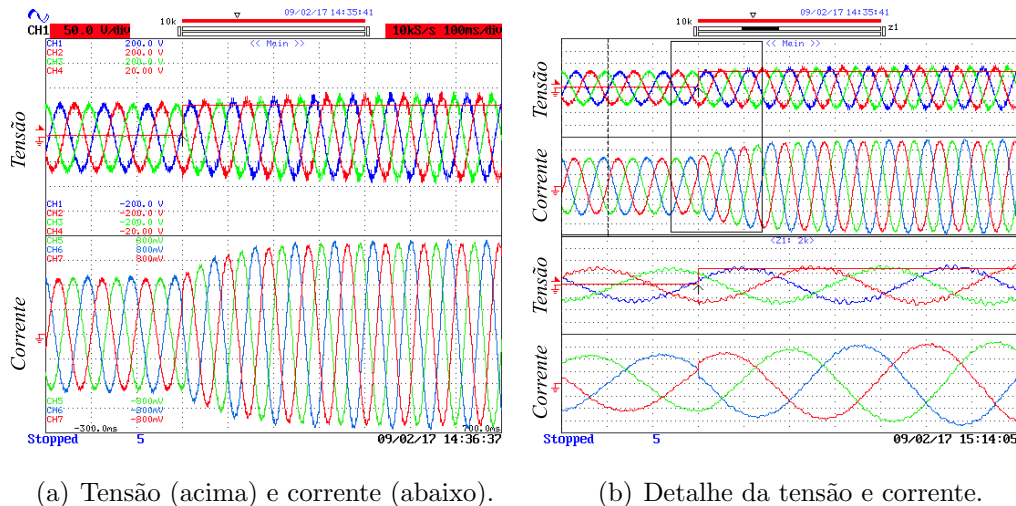 09/02/17 14:35:41
10k
CH1 50.0 V/div 10kS/s 100ms/div
<< Main >>
CH1 200.0 V
CH2 200.0 V
CH3 200.0 V
CH4 20.00 V
Tensão
CH1 -200.0 V
CH2 -200.0 V
CH3 -200.0 V
CH4 -20.00 V
CH5 800mV
CH6 800mV
CH7 800mV
Corrente
CH5 -800mV
CH6 -800mV
CH7 -800mV
-300.0ms 700.0ms
Stopped 5 09/02/17 14:36:37
(a) Tensão (acima) e corrente (abaixo).
09/02/17 14:35:41
10k
z1
<< Main >>
Tensão
Corrente
<Z1: 2k>
Tensão
Corrente
Stopped 5 09/02/17 15:14:05
(b) Detalhe da tensão e corrente.